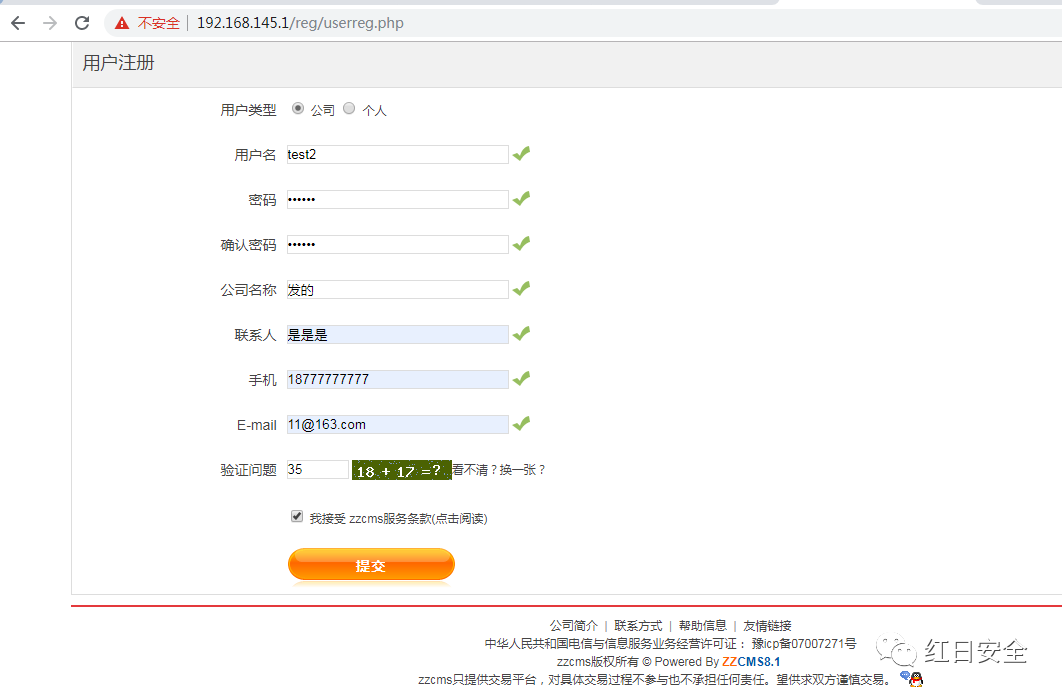 不安全 192.168.145.1/reg/userreg.php
用户注册
用户类型 公司 个人
用户名 test2
密码 ••••••
确认密码 ••••••
公司名称 发的
联系人 是是是
手机 18777777777
E-mail 11@163.com
验证问题 35 18 + 17 =? 看不清？换一张？
我接受 zzcms服务条款(点击阅读)
提交
公司简介 | 联系方式 | 帮助信息 | 友情链接
中华人民共和国电信与信息服务业务经营许可证： 豫icp备07007271号
zzcms版权所有 © Powered By ZZCMS8.1
zzcms只提供交易平台，对具体交易过程不参与也不承担任何责任。望供求双方谨慎交易。
红日安全